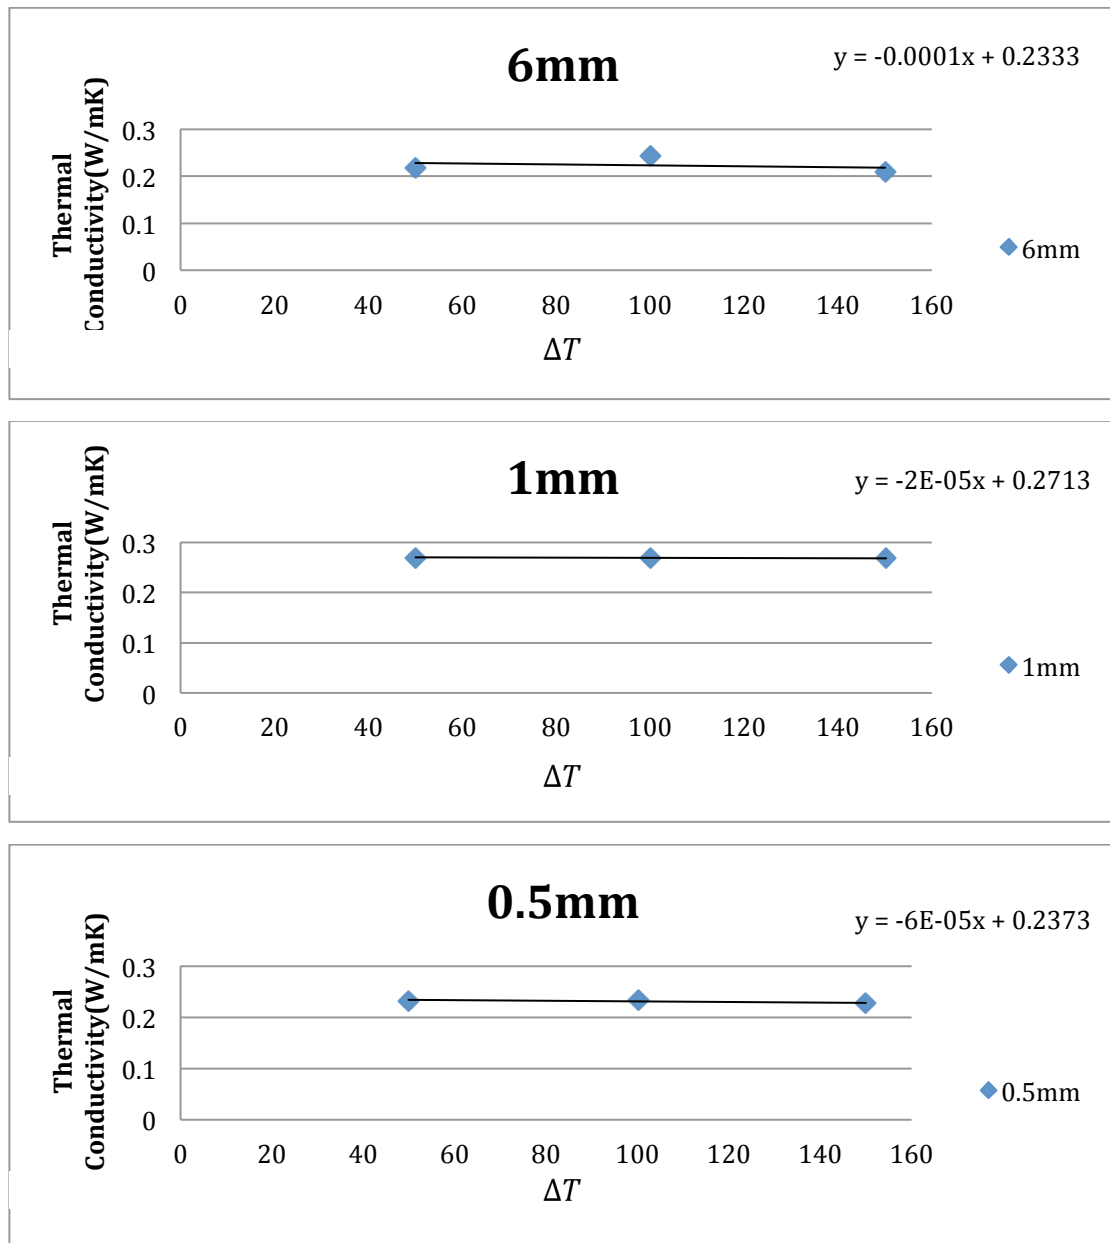 6mm
y = -0.0001x + 0.2333
Thermal
Conductivity(W/mK)
0.3
0.2
0.1
0
0 20 40 60 80 100 120 140 160
ΔT
6mm
1mm
y = -2E-05x + 0.2713
Thermal
Conductivity(W/mK)
0.3
0.2
0.1
0
0 20 40 60 80 100 120 140 160
ΔT
1mm
0.5mm
y = -6E-05x + 0.2373
Thermal
Conductivity(W/mK)
0.3
0.2
0.1
0
0 20 40 60 80 100 120 140 160
ΔT
0.5mm